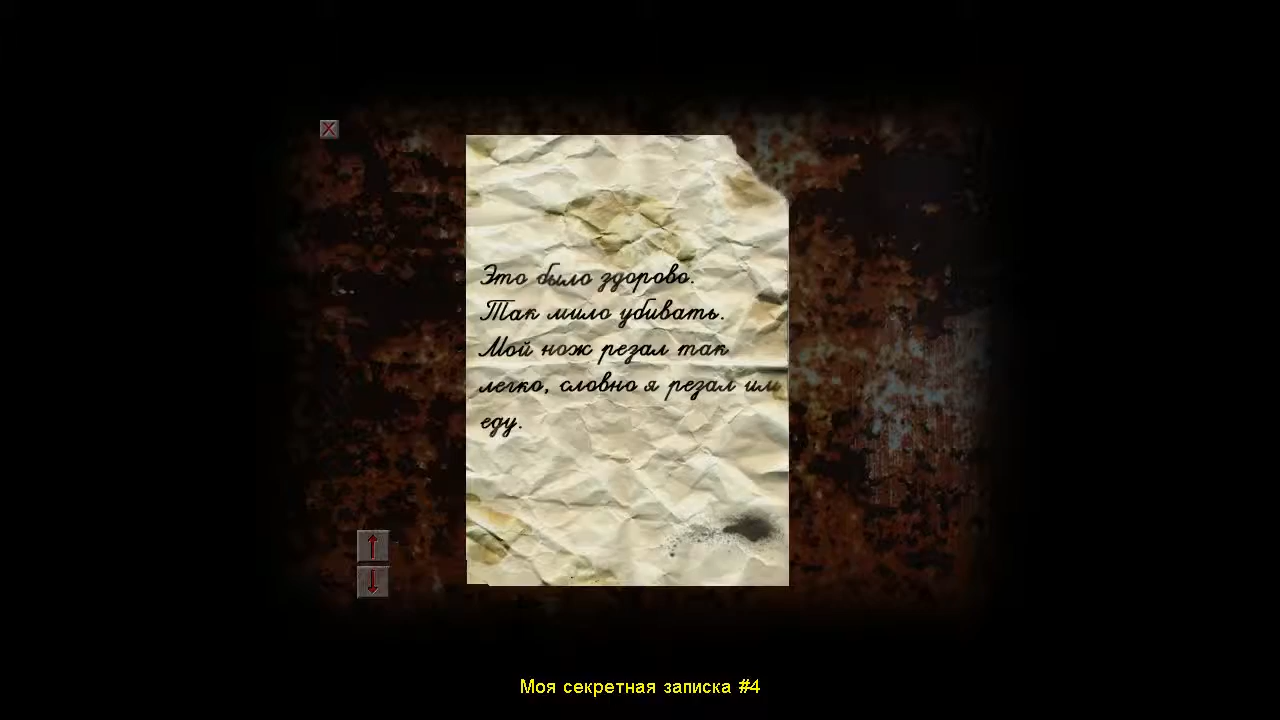 Это было здорово.
Так мило убивать.
Мой нож резал так
легко, словно я резал им
еду.
Моя секретная записка #4